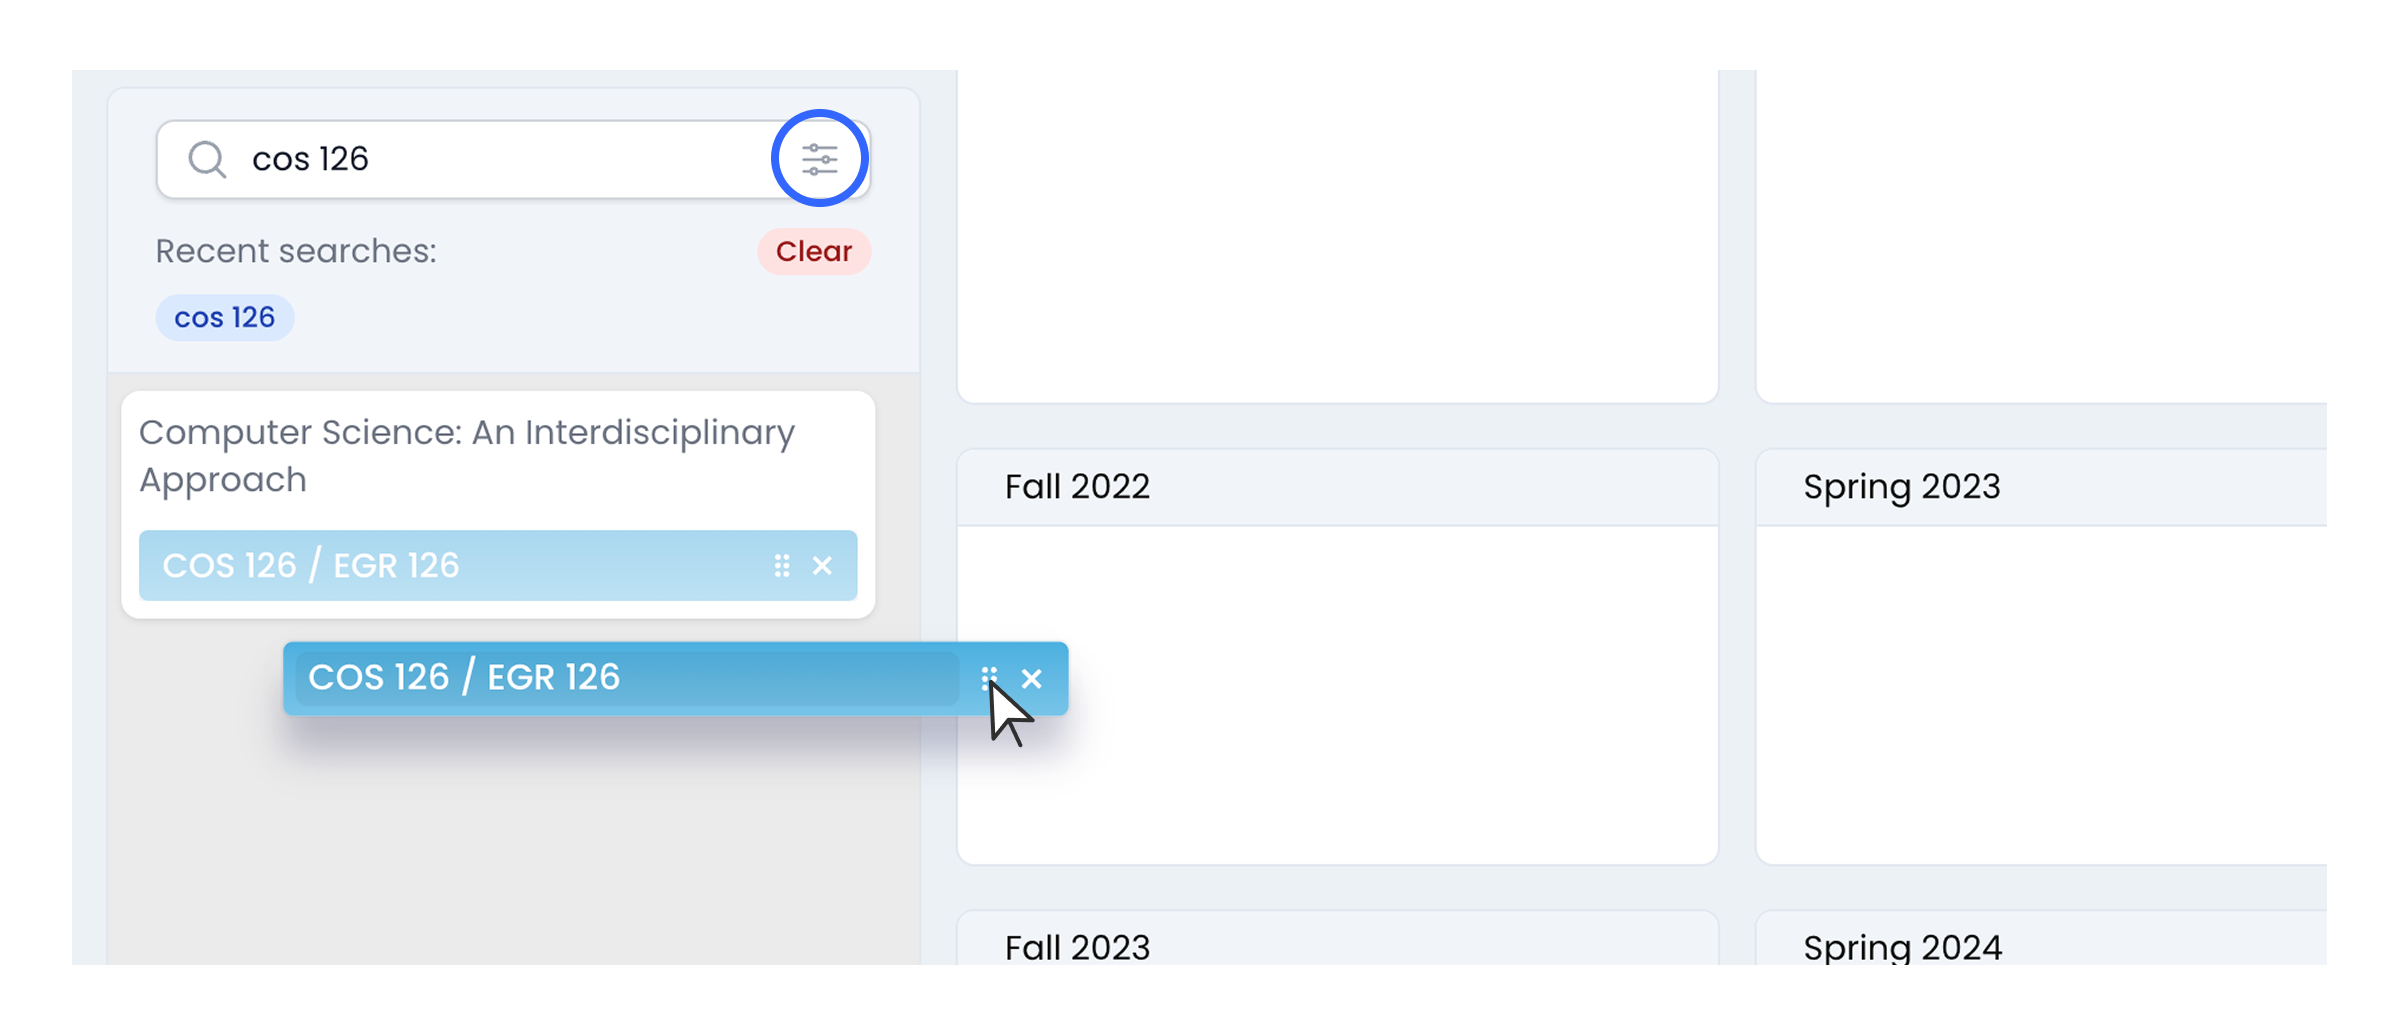 cos 126
Recent searches:
Clear
cos 126
Computer Science: An Interdisciplinary
Approach
COS 126 / EGR 126
COS 126 / EGR 126
Fall 2022
Spring 2023
Fall 2023
Spring 2024